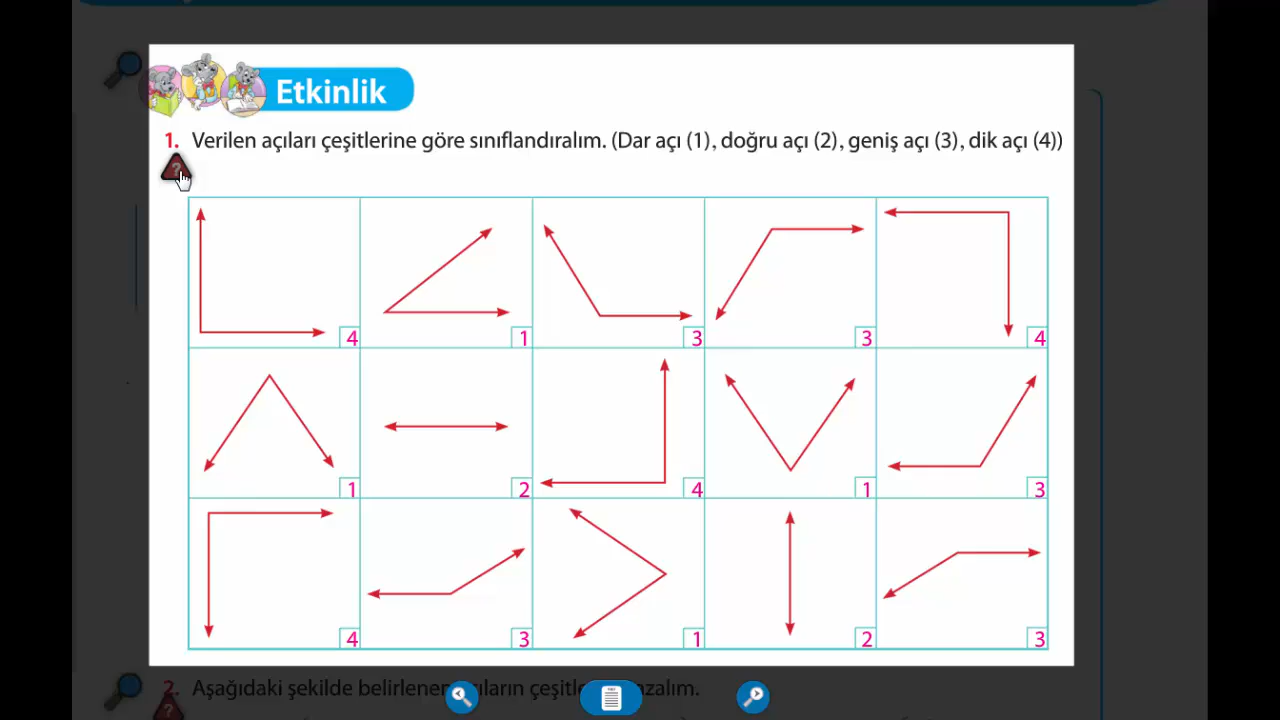 Etkinlik
1. Verilen açıları çeşitlerine göre sınıflandıralım. (Dar açı (1), doğru açı (2), geniş açı (3), dik açı (4))
?
4 1 3 3 4
1 2 4 1 3
4 3 1 2 3
2. Aşağıdaki şekilde belirlenen
?